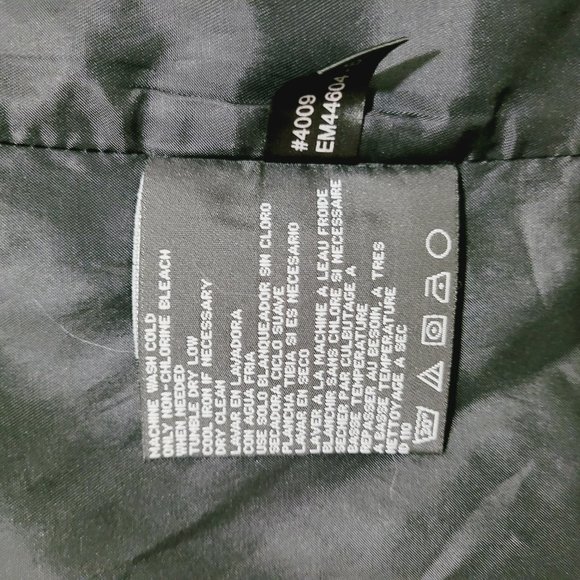 #4009
EM44604
MACHINE WASH COLD
ONLY NON-CHLORINE BLEACH
WHEN NEEDED
TUMBLE DRY LOW
COOL IRON IF NECESSARY
DRY CLEAN
LAVAR EN LAVADORA
CON AGUA FRIA
USE SOLO BLANQUEADOR SIN CLORO
SECADORA CICLO SUAVE
PLANCHA TIBIA SI ES NECESARIO
LAVAR EN SECO
LAVER A LA MACHINE A LEAU FROIDE
BLANCHIR SANS CHLORE SI NECESSAIRE
SECHER PAR CULBUTAGE A
BASSE TEMPERATURE
REPASSER AU BESOIN, A TRES
BASSE TEMPERATURE
NETTOYAGE A SEC